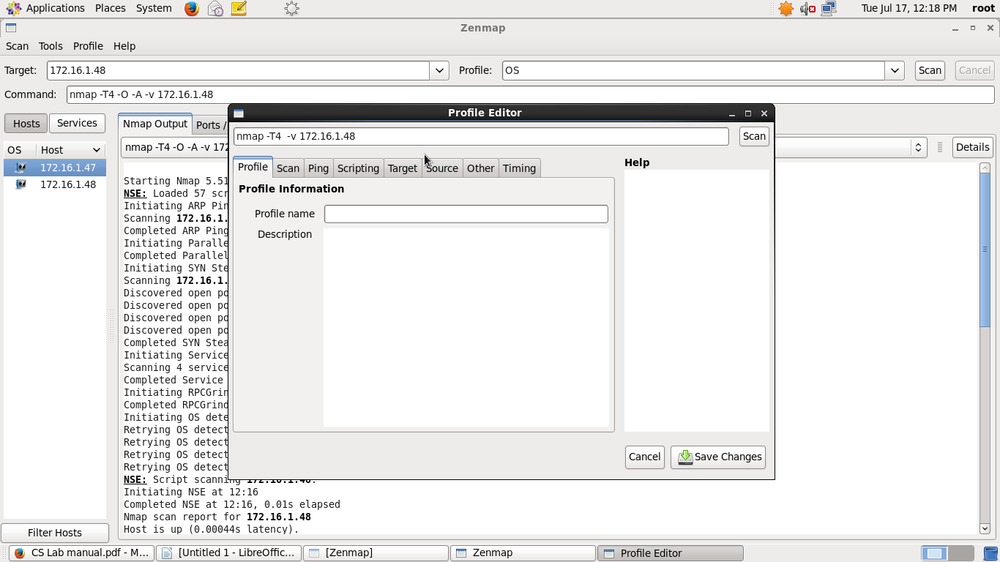 Applications Places System Tue Jul 17, 12:18 PM root
Zenmap
Scan Tools Profile Help
Target: 172.16.1.48 Profile: OS Scan Cancel
Command: nmap -T4 -O -A -v 172.16.1.48
Hosts Services
OS Host
172.16.1.47
172.16.1.48
Filter Hosts
Nmap Output Ports /
nmap -T4 -O -A -v 172 Details
Starting Nmap 5.51
NSE: Loaded 57 scr
Initiating ARP Pin
Scanning 172.16.1.
Completed ARP Ping
Initiating Paralle
Completed Parallel
Initiating SYN Ste
Scanning 172.16.1.
Discovered open po
Discovered open po
Discovered open po
Discovered open po
Completed SYN Stea
Initiating Service
Scanning 4 service
Completed Service
Initiating RPCGrind
Completed RPCGrind
Initiating OS dete
Retrying OS detect
Retrying OS detect
Retrying OS detect
Retrying OS detect
NSE: Script scanning 172.16.1.48.
Initiating NSE at 12:16
Completed NSE at 12:16, 0.01s elapsed
Nmap scan report for 172.16.1.48
Host is up (0.00044s latency).
Profile Editor
nmap -T4  -v 172.16.1.48 Scan
Profile Scan Ping Scripting Target Source Other Timing
Profile Information
Profile name
Description
Help
Cancel Save Changes
CS Lab manual.pdf - M... [Untitled 1 - LibreOffic... [Zenmap] Zenmap Profile Editor